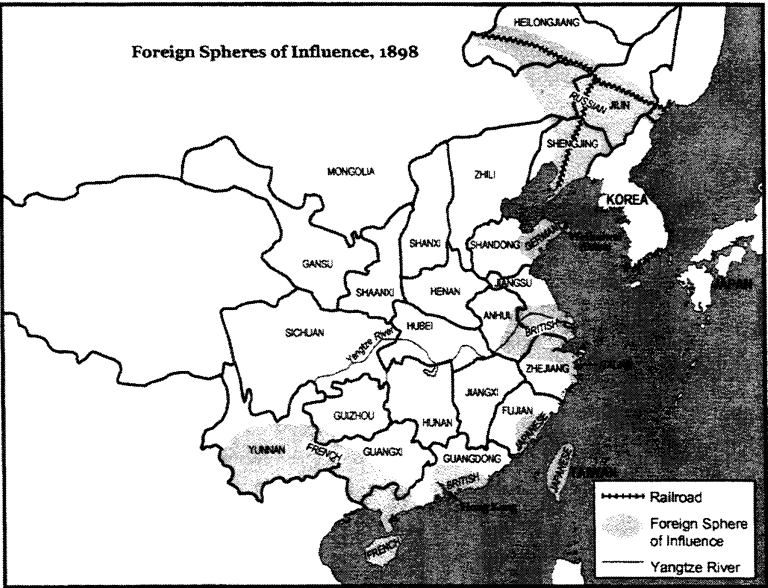 HEILONGJIANG
Foreign Spheres of Influence, 1898
RUSSIAN
JILIN
SHENGJING
MONGOLIA
ZHILI
KOREA
SHANXI
SHANDONG
GERMAN
GANSU
JAPAN
SHAANXI
HENAN
JIANGSU
ANHUI
SICHUAN
Yangtze River
HUBEI
BRITISH
ZHEJIANG
JIANGXI
GUIZHOU
HUNAN
FUJIAN
JAPANESE
YUNNAN
FRENCH
GUANGXI
GUANGDONG
BRITISH
JAPANESE
TAIWAN
Hong Kong
FRENCH
Railroad
Foreign Sphere
of Influence
Yangtze River